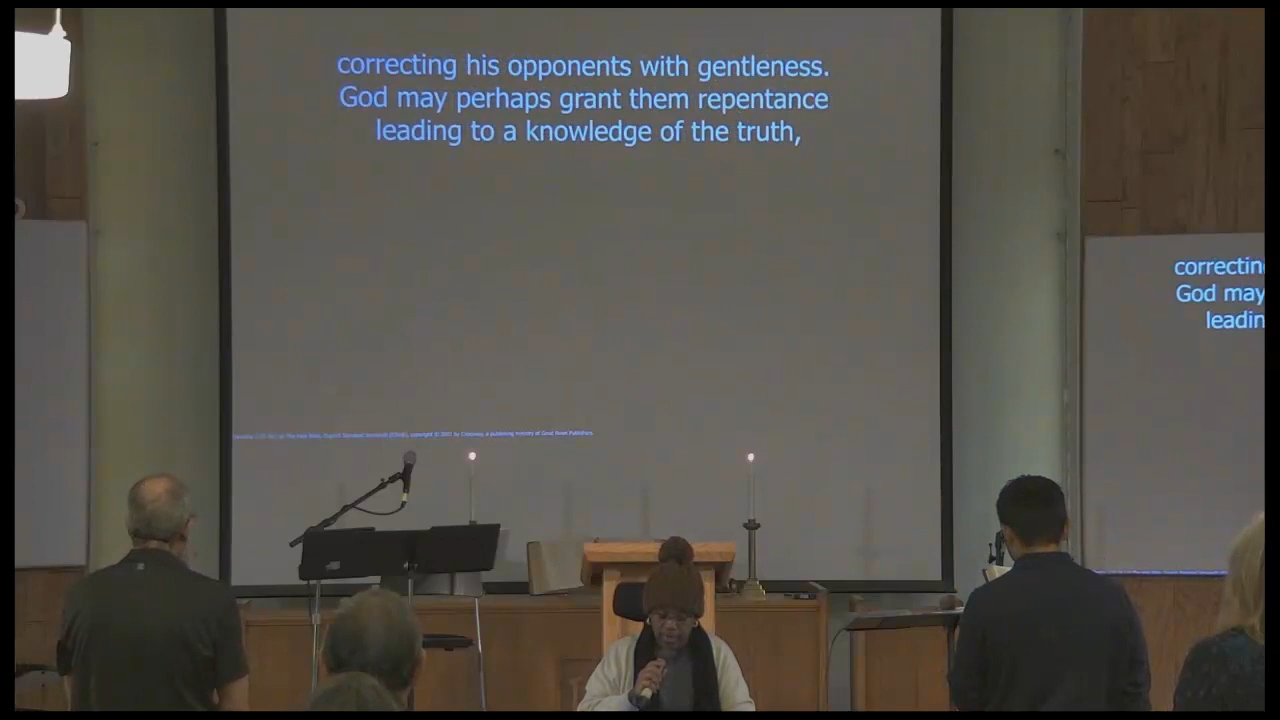 correcting his opponents with gentleness.
God may perhaps grant them repentance
leading to a knowledge of the truth,
correctin
God may
leadin